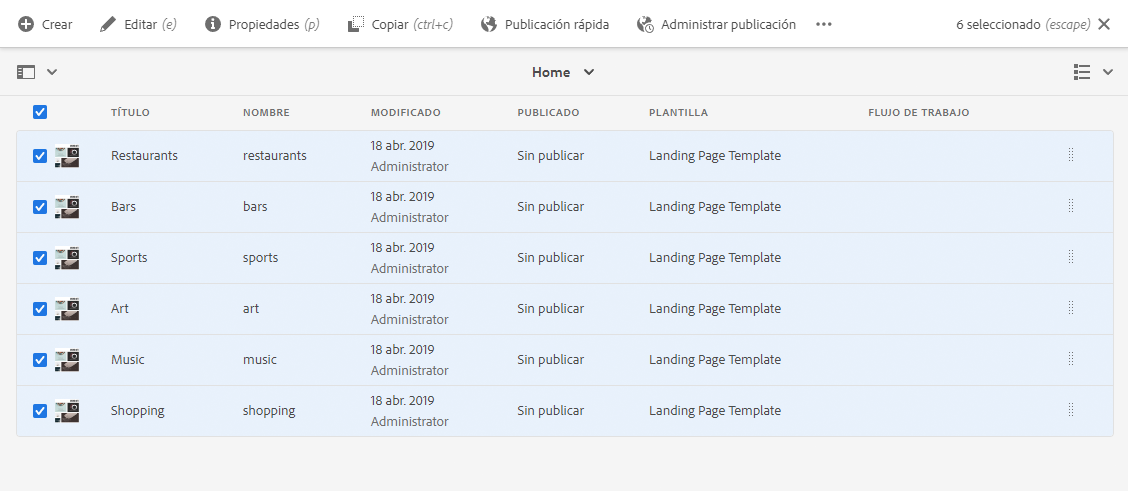 Crear Editar (e) Propiedades (p) Copiar (ctrl+c) Publicación rápida Administrar publicación 6 seleccionado (escape)
Home
TÍTULO NOMBRE MODIFICADO PUBLICADO PLANTILLA FLUJO DE TRABAJO
Restaurants restaurants 18 abr. 2019 Sin publicar Landing Page Template
Administrator
Bars bars 18 abr. 2019 Sin publicar Landing Page Template
Administrator
Sports sports 18 abr. 2019 Sin publicar Landing Page Template
Administrator
Art art 18 abr. 2019 Sin publicar Landing Page Template
Administrator
Music music 18 abr. 2019 Sin publicar Landing Page Template
Administrator
Shopping shopping 18 abr. 2019 Sin publicar Landing Page Template
Administrator